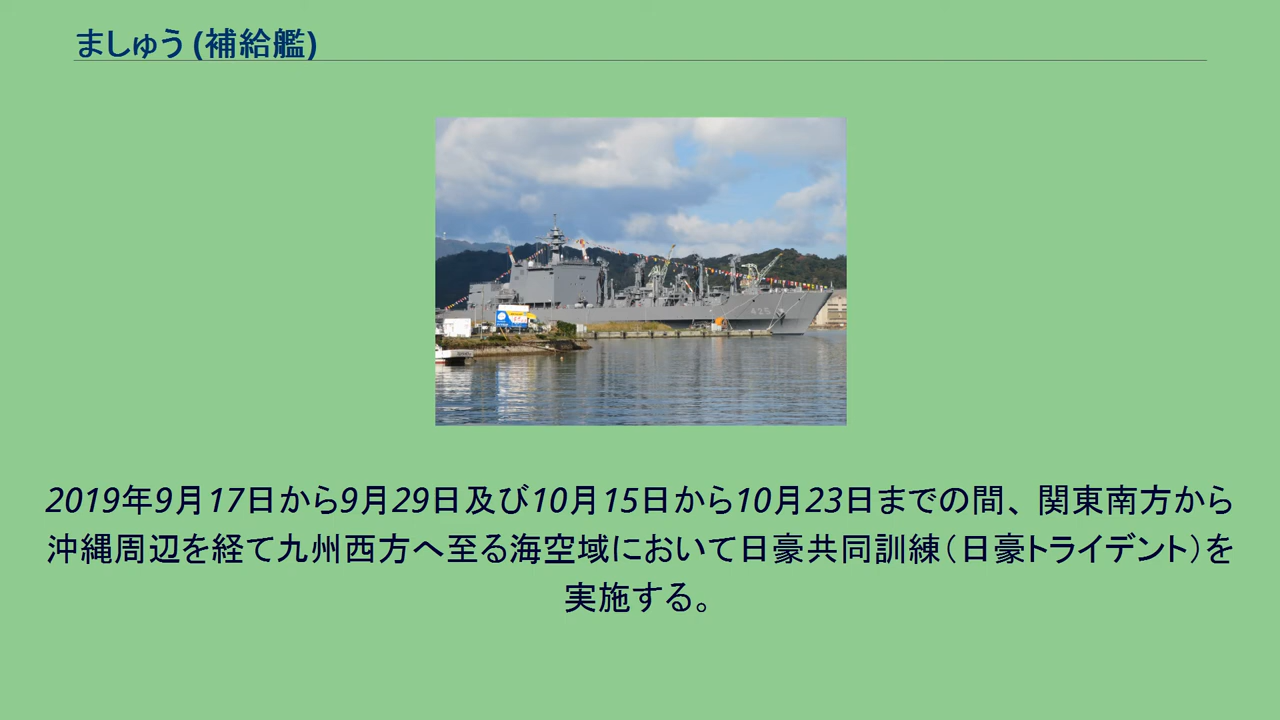 ましゅう (補給艦)
425
2019年9月17日から9月29日及び10月15日から10月23日までの間、関東南方から
沖縄周辺を経て九州西方へ至る海空域において日豪共同訓練（日豪トライデント）を
実施する。